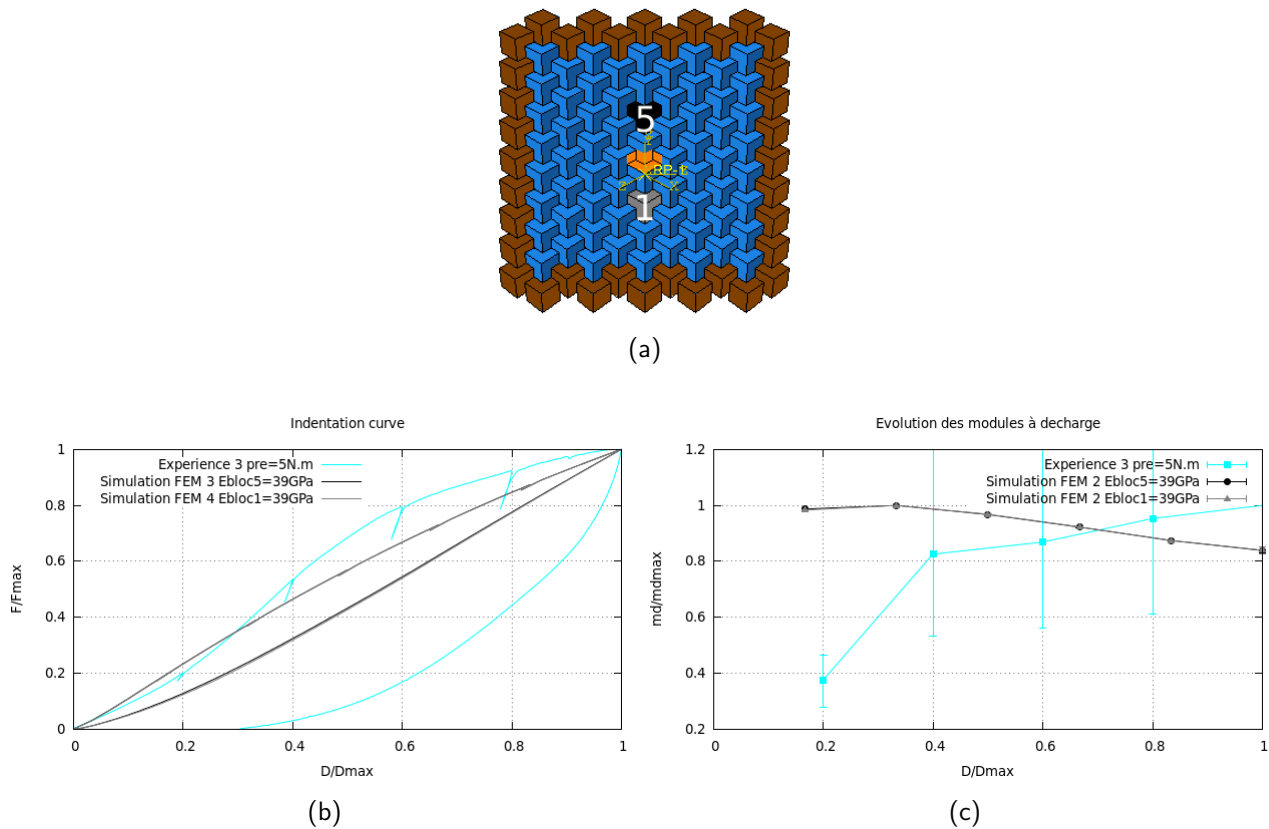 5
Y
RP-1
Z
X
1
(a)
Indentation curve
Experience 3 pre=5N.m
Simulation FEM 3 Ebloc5=39GPa
Simulation FEM 4 Ebloc1=39GPa
1
0.8
0.6
0.4
0.2
0
F/Fmax
0 0.2 0.4 0.6 0.8 1
D/Dmax
(b)
Evolution des modules à decharge
Experience 3 pre=5N.m
Simulation FEM 2 Ebloc5=39GPa
Simulation FEM 2 Ebloc1=39GPa
1.2
1
0.8
0.6
0.4
0.2
md/mdmax
0 0.2 0.4 0.6 0.8 1
D/Dmax
(c)